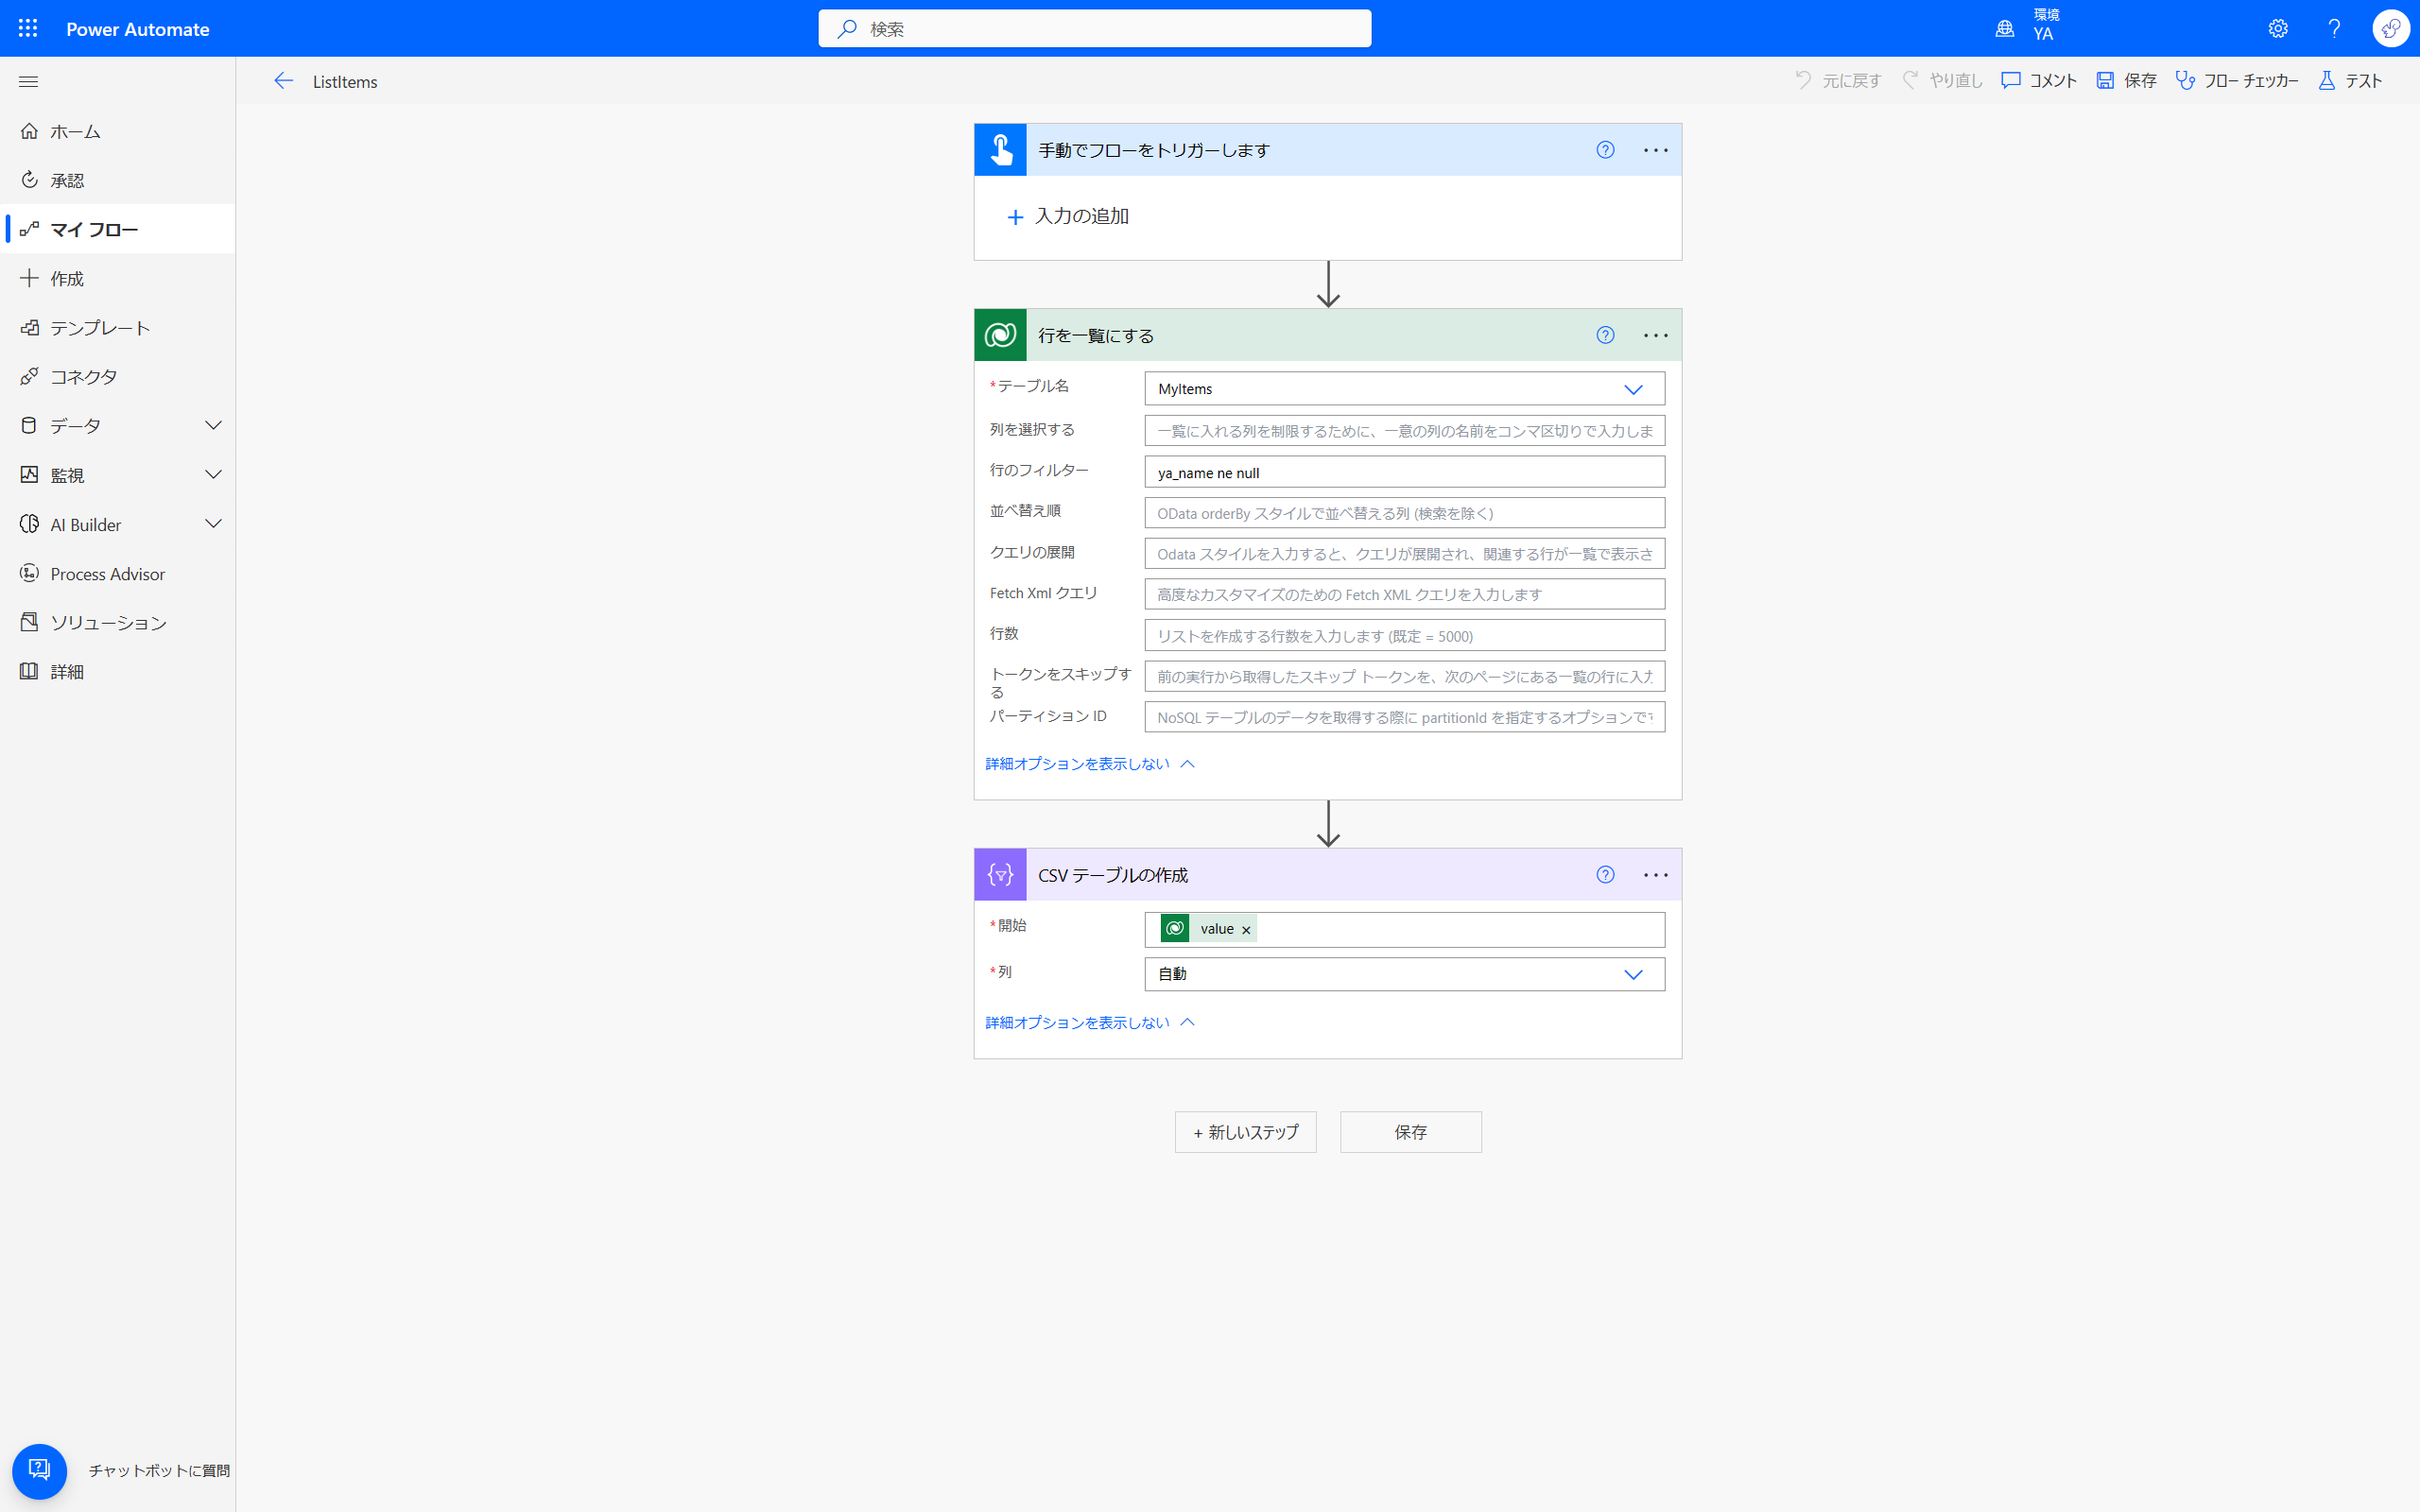 Power Automate
検索
環境
YA
ListItems
元に戻す
やり直し
コメント
保存
フロー チェッカー
テスト
ホーム
承認
マイ フロー
作成
テンプレート
コネクタ
データ
監視
AI Builder
Process Advisor
ソリューション
詳細
チャットボットに質問
手動でフローをトリガーします
入力の追加
行を一覧にする
*テーブル名
MyItems
列を選択する
一覧に入れる列を制限するために、一意の列の名前をコンマ区切りで入力しま
行のフィルター
ya_name ne null
並べ替え順
OData orderBy スタイルで並べ替える列 (検索を除く)
クエリの展開
Odata スタイルを入力すると、クエリが展開され、関連する行が一覧で表示さ
Fetch Xml クエリ
高度なカスタマイズのための Fetch XML クエリを入力します
行数
リストを作成する行数を入力します (既定 = 5000)
トークンをスキップす
る
前の実行から取得したスキップ トークンを、次のページにある一覧の行に入力
パーティション ID
NoSQL テーブルのデータを取得する際に partitionId を指定するオプションで
詳細オプションを表示しない
CSV テーブルの作成
*開始
value
*列
自動
詳細オプションを表示しない
+ 新しいステップ
保存